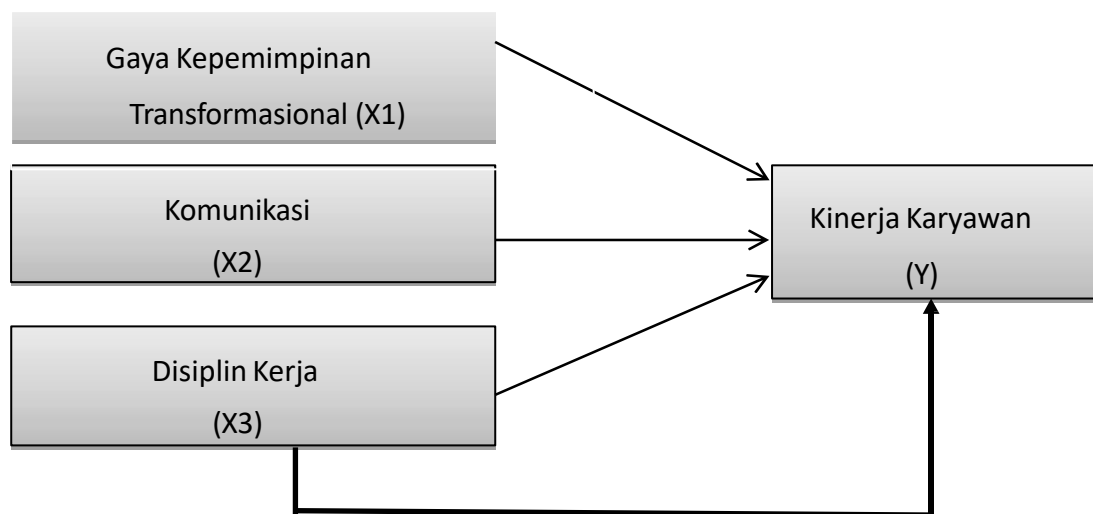 Gaya Kepemimpinan
Transformasional (X1)
Komunikasi
(X2)
Kinerja Karyawan
(Y)
Disiplin Kerja
(X3)